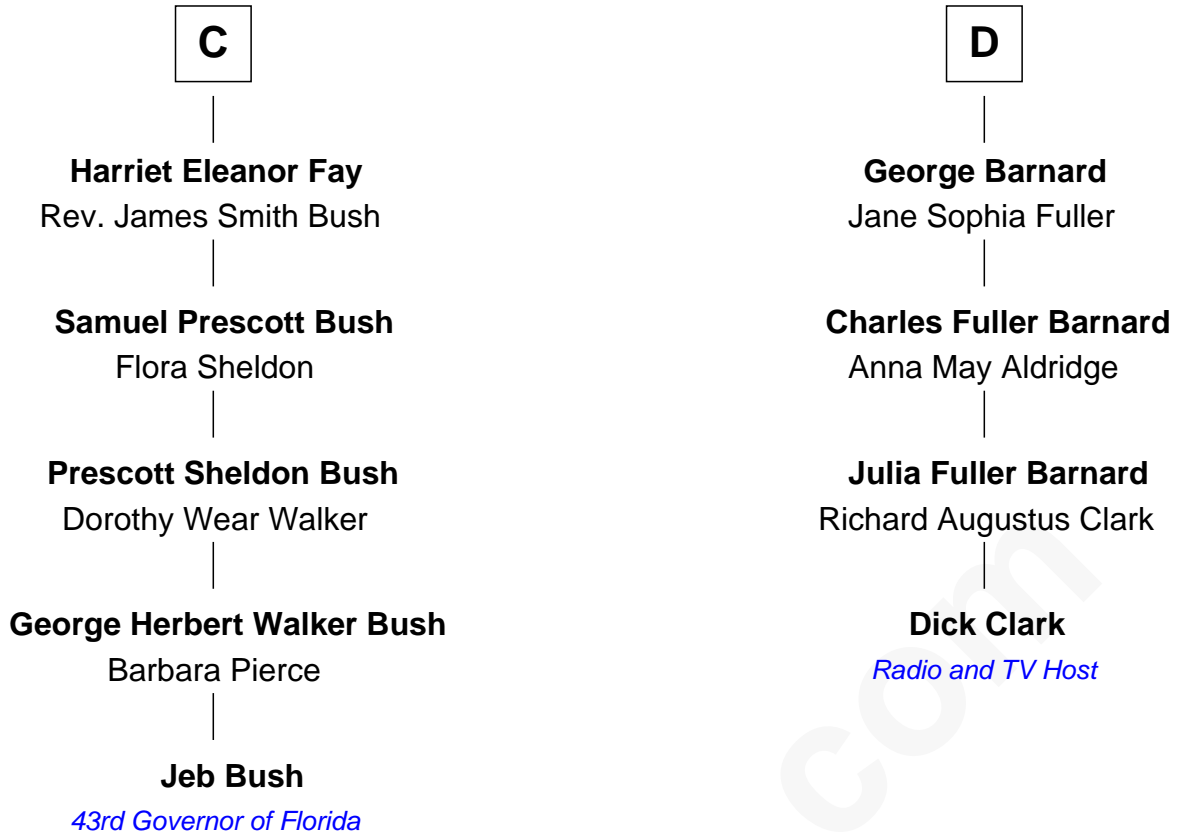 C
Harriet Eleanor Fay
Rev. James Smith Bush
Samuel Prescott Bush
Flora Sheldon
Prescott Sheldon Bush
Dorothy Wear Walker
George Herbert Walker Bush
Barbara Pierce
Jeb Bush
43rd Governor of Florida
D
George Barnard
Jane Sophia Fuller
Charles Fuller Barnard
Anna May Aldridge
Julia Fuller Barnard
Richard Augustus Clark
Dick Clark
Radio and TV Host
com